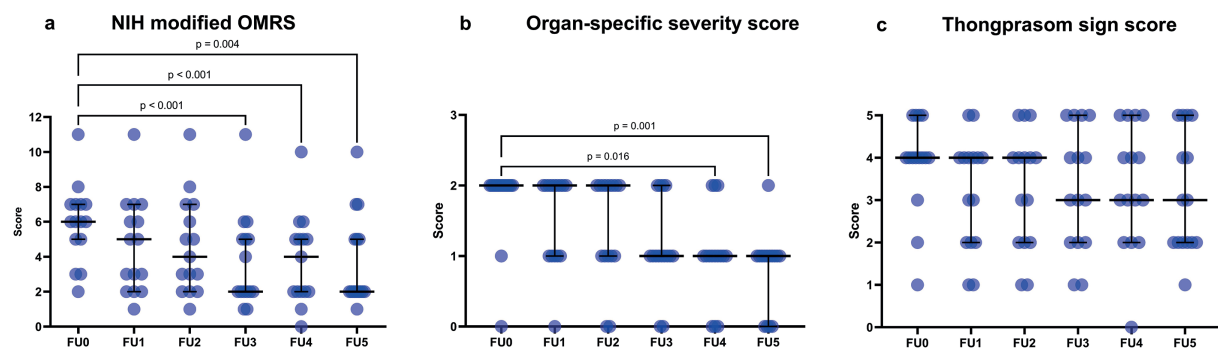 a NIH modified OMRS
p = 0.004
p < 0.001
p < 0.001
12
10
8
6
4
2
0
Score
FU0 FU1 FU2 FU3 FU4 FU5
b Organ-specific severity score
p = 0.001
p = 0.016
3
2
1
0
Score
FU0 FU1 FU2 FU3 FU4 FU5
c Thongprasom sign score
5
4
3
2
1
0
Score
FU0 FU1 FU2 FU3 FU4 FU5